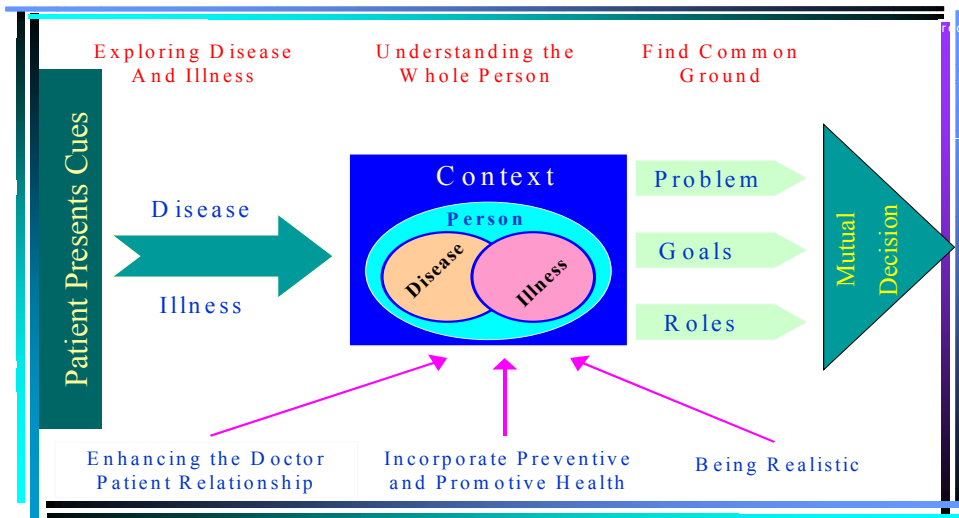 Exploring Disease
And Illness
Understanding the
Whole Person
Find Common
Ground
Patient Presents Cues
Disease
Illness
Context
Person
Disease
Illness
Problem
Goals
Roles
Mutual
Decision
Enhancing the Doctor
Patient Relationship
Incorporate Preventive
and Promotive Health
Being Realistic